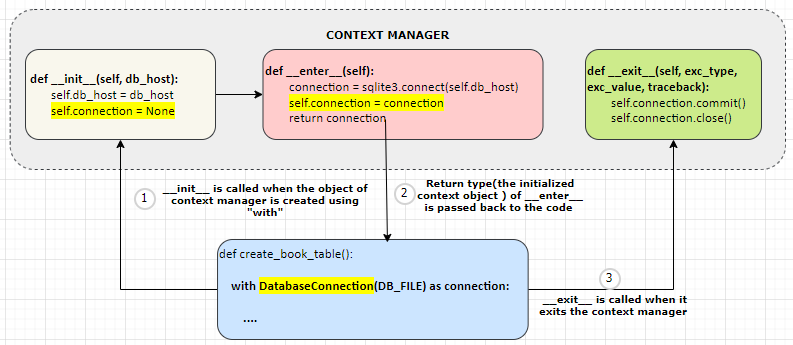 CONTEXT MANAGER
def __init__(self, db_host):
self.db_host = db_host
self.connection = None
def __enter__(self):
connection = sqlite3.connect(self.db_host)
self.connection = connection
return connection
def __exit__(self, exc_type,
exc_value, traceback):
self.connection.commit()
self.connection.close()
1
__init__ is called when the object of
context manager is created using
"with"
2
Return type(the initialized
context object ) of __enter__
is passed back to the code
def create_book_table():
with DatabaseConnection(DB_FILE) as connection:
....
3
__exit__ is called when it
exits the context manager